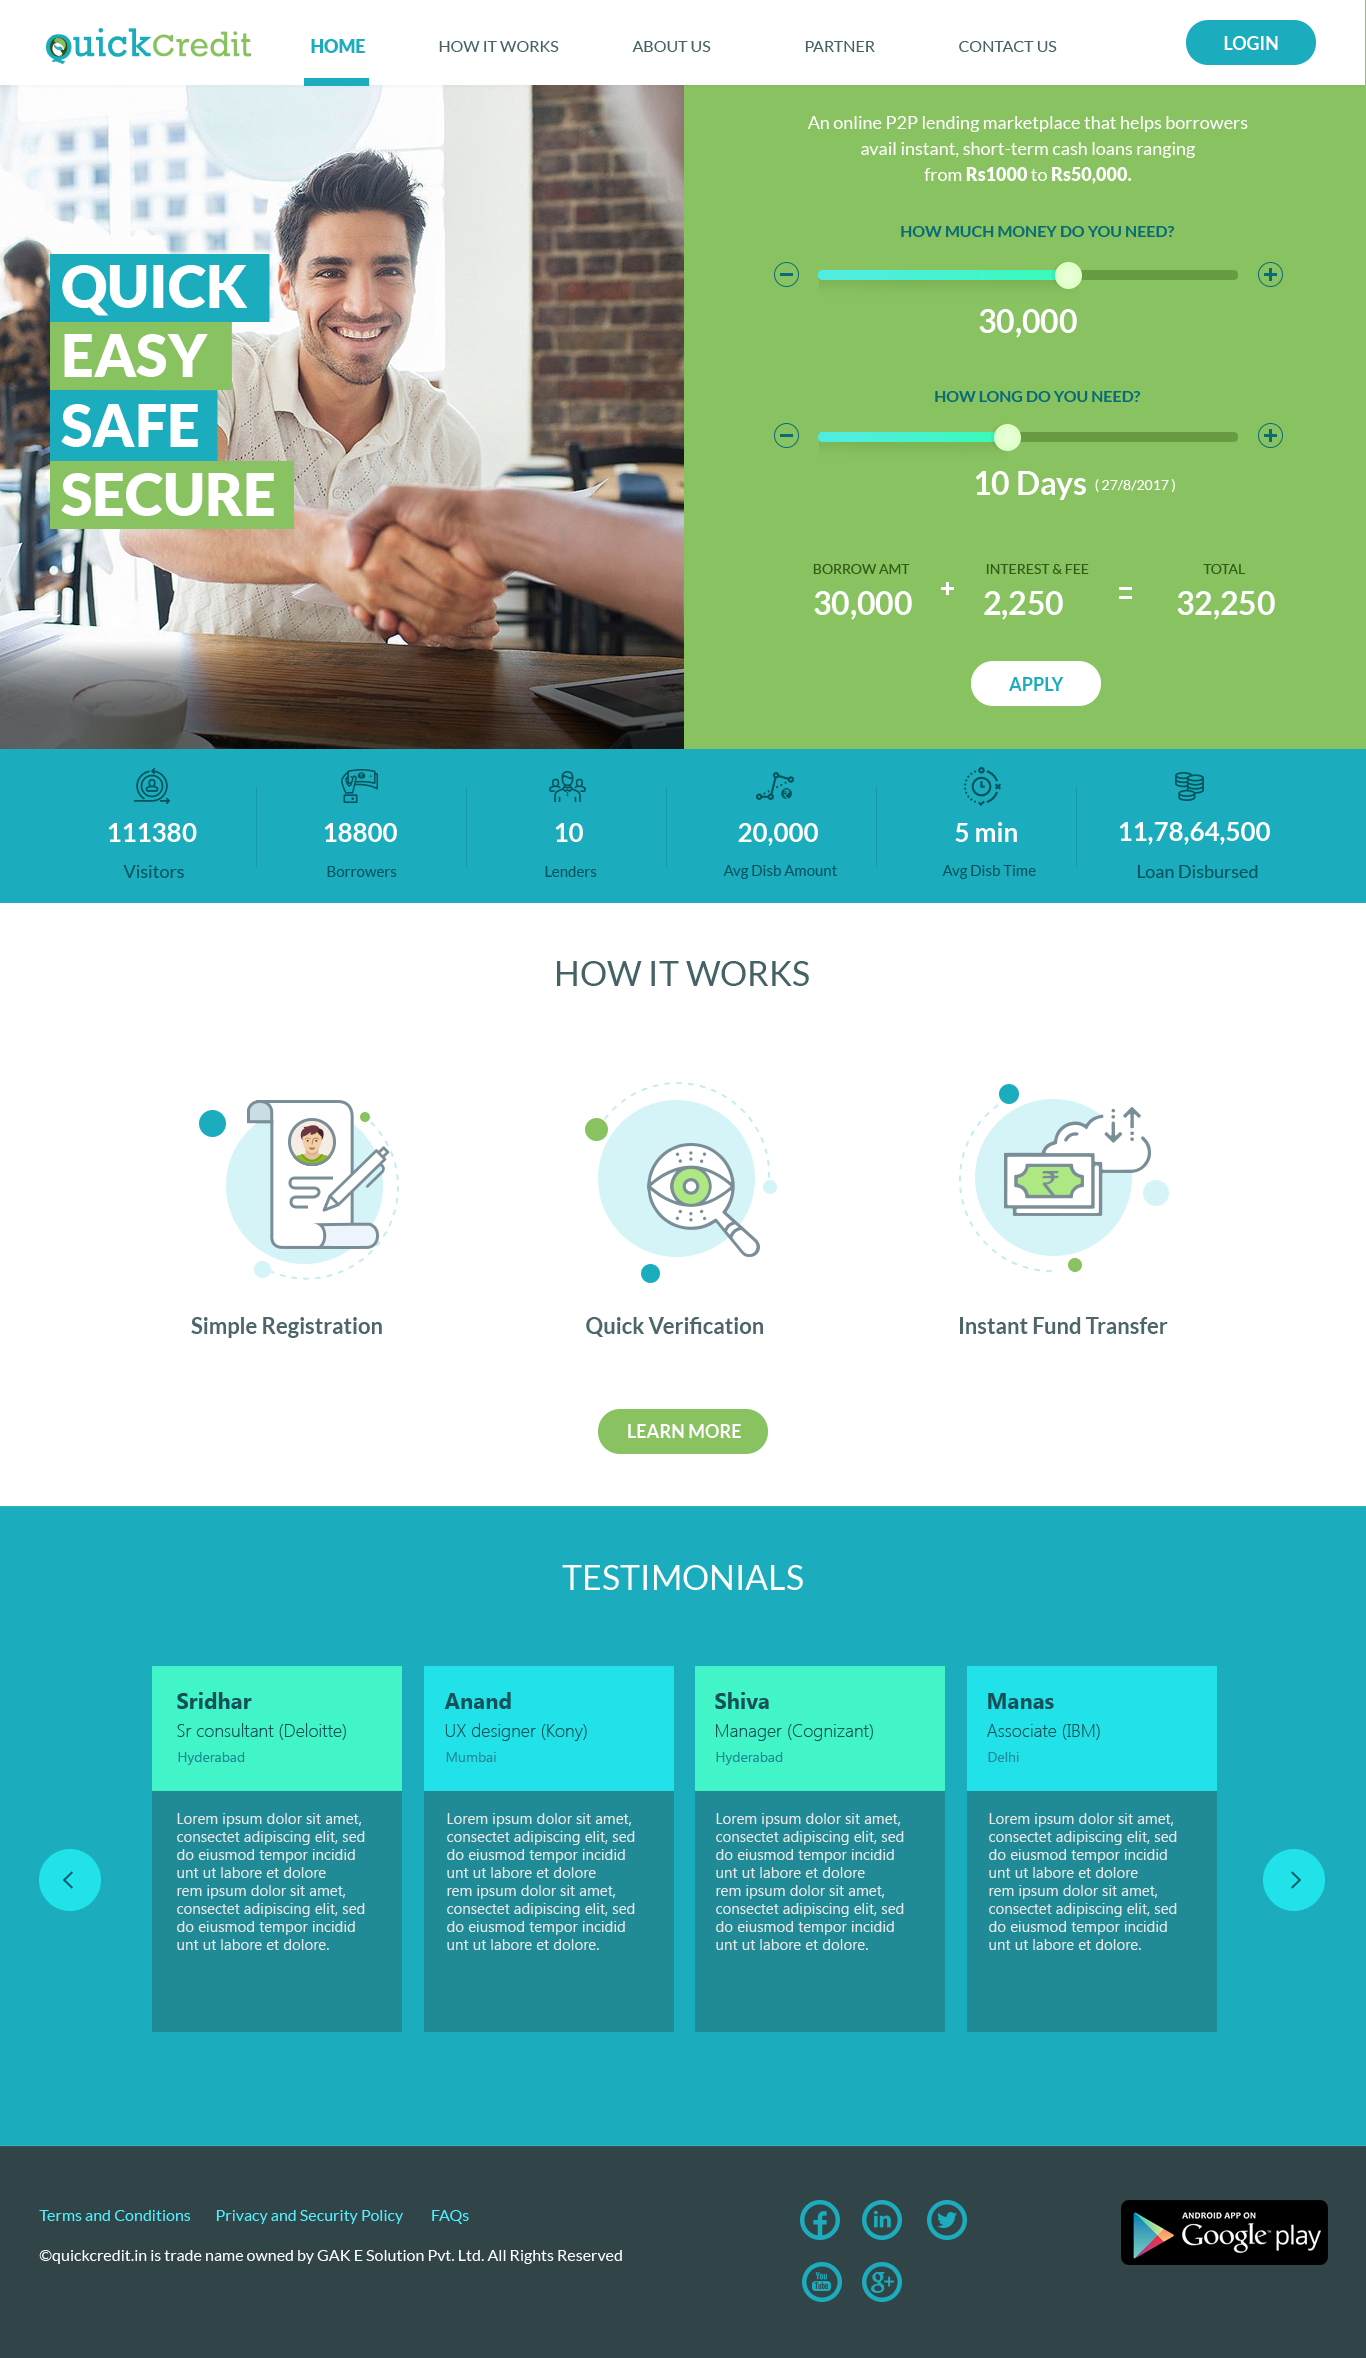 QuickCredit
HOME
HOW IT WORKS
ABOUT US
PARTNER
CONTACT US
LOGIN
QUICK
EASY
SAFE
SECURE
An online P2P lending marketplace that helps borrowers
avail instant, short-term cash loans ranging
from Rs1000 to Rs50,000.
HOW MUCH MONEY DO YOU NEED?
30,000
HOW LONG DO YOU NEED?
10 Days ( 27/8/2017 )
BORROW AMT
INTEREST & FEE
TOTAL
30,000 + 2,250 = 32,250
APPLY
111380
Visitors
18800
Borrowers
10
Lenders
20,000
Avg Disb Amount
5 min
Avg Disb Time
11,78,64,500
Loan Disbursed
HOW IT WORKS
₹
Simple Registration
Quick Verification
Instant Fund Transfer
LEARN MORE
TESTIMONIALS
Sridhar
Sr consultant (Deloitte)
Hyderabad
Lorem ipsum dolor sit amet,
consectet adipiscing elit, sed
do eiusmod tempor incidid
unt ut labore et dolore
rem ipsum dolor sit amet,
consectet adipiscing elit, sed
do eiusmod tempor incidid
unt ut labore et dolore.
Anand
UX designer (Kony)
Mumbai
Lorem ipsum dolor sit amet,
consectet adipiscing elit, sed
do eiusmod tempor incidid
unt ut labore et dolore
rem ipsum dolor sit amet,
consectet adipiscing elit, sed
do eiusmod tempor incidid
unt ut labore et dolore.
Shiva
Manager (Cognizant)
Hyderabad
Lorem ipsum dolor sit amet,
consectet adipiscing elit, sed
do eiusmod tempor incidid
unt ut labore et dolore
rem ipsum dolor sit amet,
consectet adipiscing elit, sed
do eiusmod tempor incidid
unt ut labore et dolore.
Manas
Associate (IBM)
Delhi
Lorem ipsum dolor sit amet,
consectet adipiscing elit, sed
do eiusmod tempor incidid
unt ut labore et dolore
rem ipsum dolor sit amet,
consectet adipiscing elit, sed
do eiusmod tempor incidid
unt ut labore et dolore.
Terms and Conditions
Privacy and Security Policy
FAQs
©quickcredit.in is trade name owned by GAK E Solution Pvt. Ltd. All Rights Reserved
f
in
You
Tube
g+
ANDROID APP ON
Google play